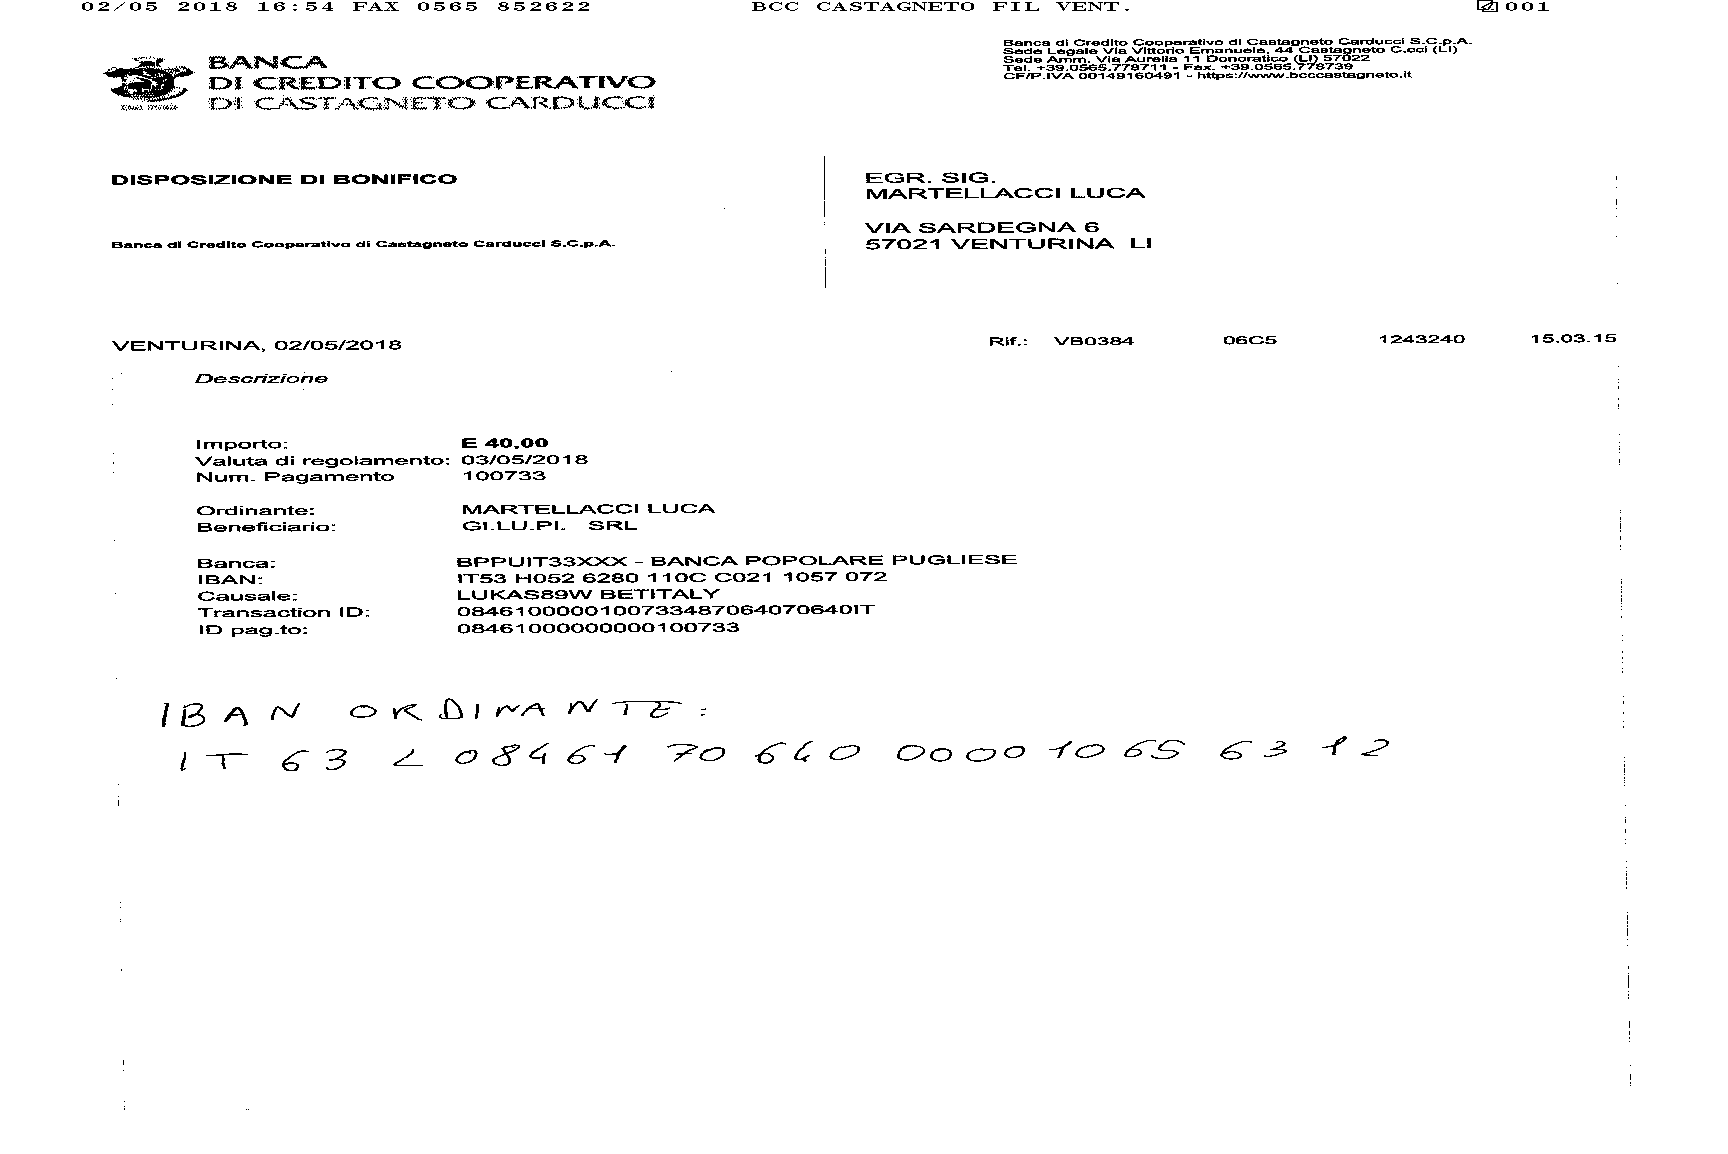 02/05 2018 16:54 FAX 0565 852622 BCC CASTAGNETO FIL VENT. 001
BANCA
DI CREDITO COOPERATIVO
DI CASTAGNETO CARDUCCI
Banca di Credito Cooperativo di Castagneto Carducci S.C.p.A.
Sede Legale Via Vittorio Emanuele, 44 Castagneto C.cci (LI)
Sede Amm. Via Aurelia 11 Donoratico (LI) 57022
Tel. +39.0565.778711 - Fax. +39.0565.778739
CF/P.IVA 00149160491 - https://www.bcccastagneto.it
DISPOSIZIONE DI BONIFICO
Banca di Credito Cooperativo di Castagneto Carducci S.C.p.A.
EGR. SIG.
MARTELLACCI LUCA
VIA SARDEGNA 6
57021 VENTURINA LI
VENTURINA, 02/05/2018
Rif.: VB0384 06C5 1243240 15.03.15
Descrizione
Importo: E 40,00
Valuta di regolamento: 03/05/2018
Num. Pagamento 100733
Ordinante: MARTELLACCI LUCA
Beneficiario: GI.LU.PI. SRL
Banca: BPPUIT33XXX - BANCA POPOLARE PUGLIESE
IBAN: IT53 H052 6280 110C C021 1057 072
Causale: LUKAS89W BETITALY
Transaction ID: 0846100000100733487064070640IT
ID pag.to: 08461000000000100733
IBAN ORDINANTE:
IT 63 L 08461 70 640 0000 1065 6312